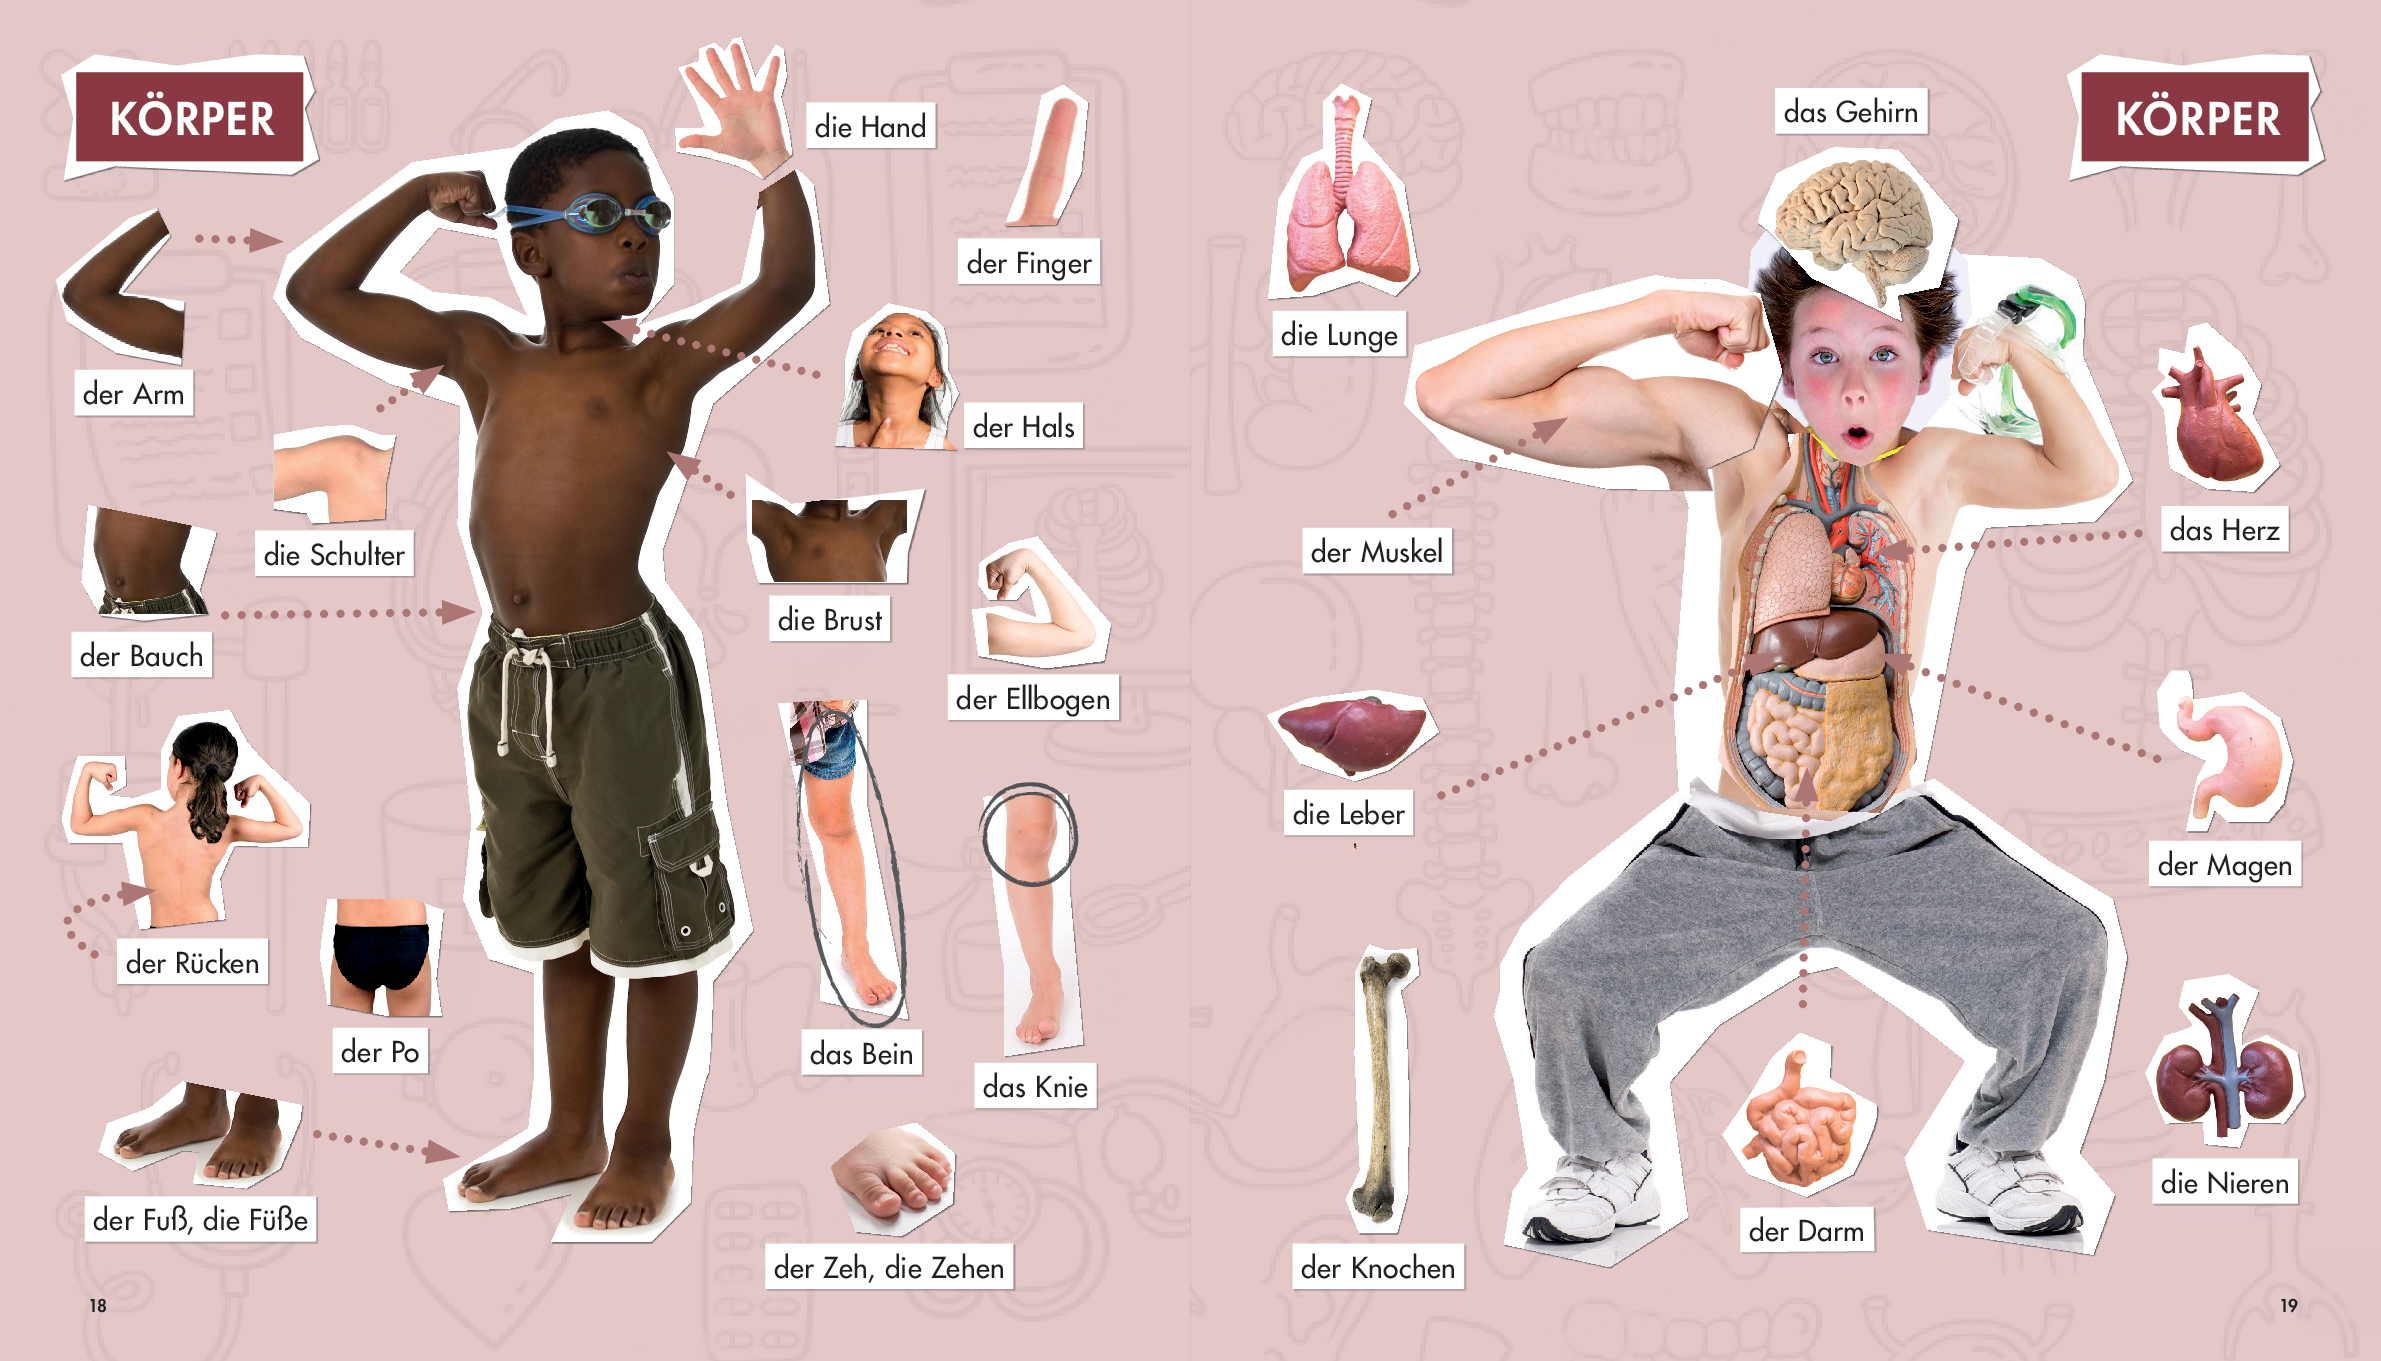 KÖRPER
die Hand
der Finger
der Arm
der Hals
die Schulter
die Brust
der Bauch
der Ellbogen
der Rücken
der Po
das Bein
das Knie
der Fuß, die Füße
der Zeh, die Zehen
18
KÖRPER
das Gehirn
die Lunge
der Muskel
das Herz
die Leber
der Magen
der Knochen
der Darm
die Nieren
19